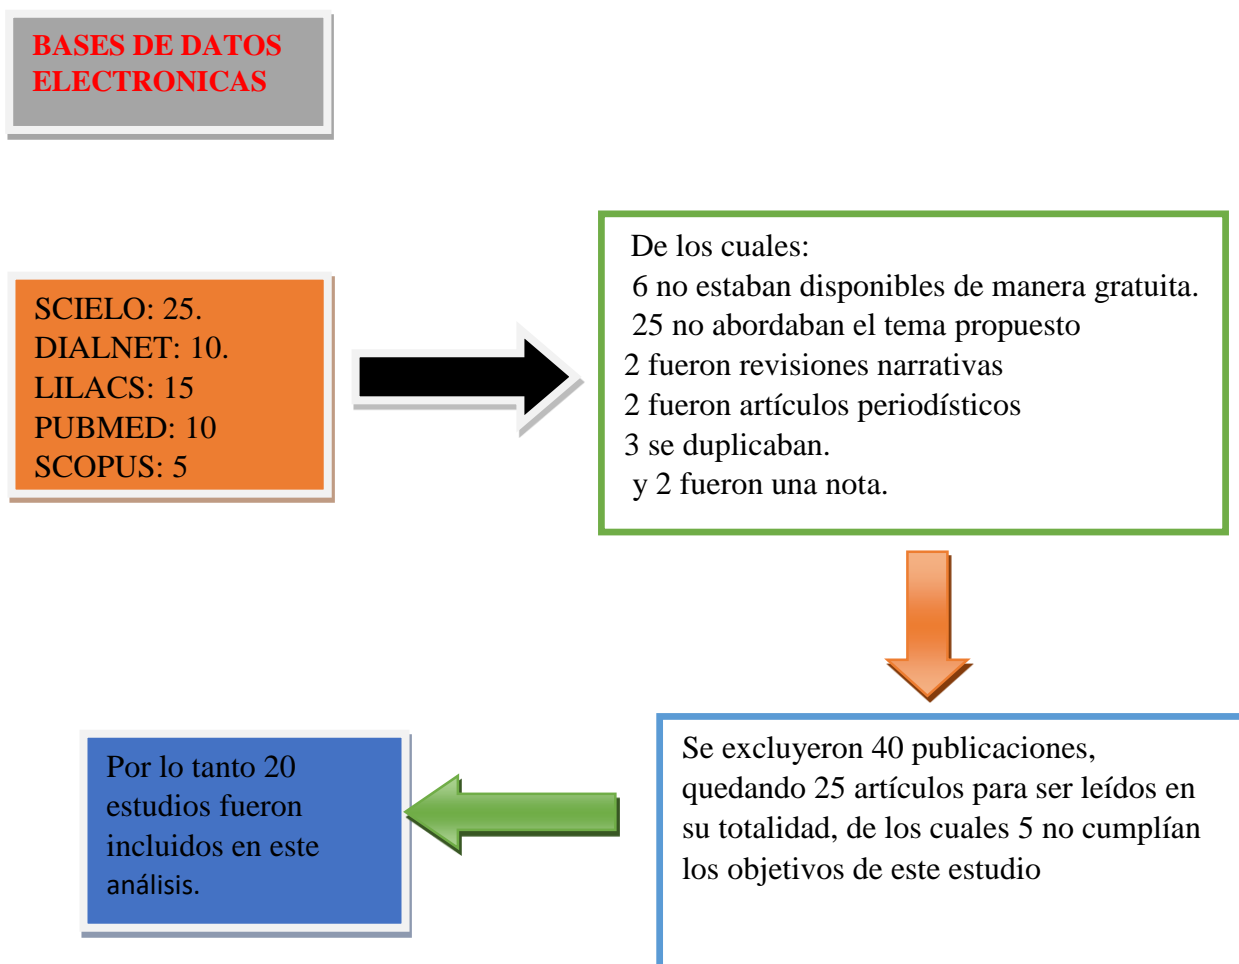 BASES DE DATOS
ELECTRONICAS
SCIELO: 25.
DIALNET: 10.
LILACS: 15
PUBMED: 10
SCOPUS: 5
De los cuales:
6 no estaban disponibles de manera gratuita.
25 no abordaban el tema propuesto
2 fueron revisiones narrativas
2 fueron artículos periodísticos
3 se duplicaban.
y 2 fueron una nota.
Se excluyeron 40 publicaciones,
quedando 25 artículos para ser leídos en
su totalidad, de los cuales 5 no cumplían
los objetivos de este estudio
Por lo tanto 20
estudios fueron
incluidos en este
análisis.